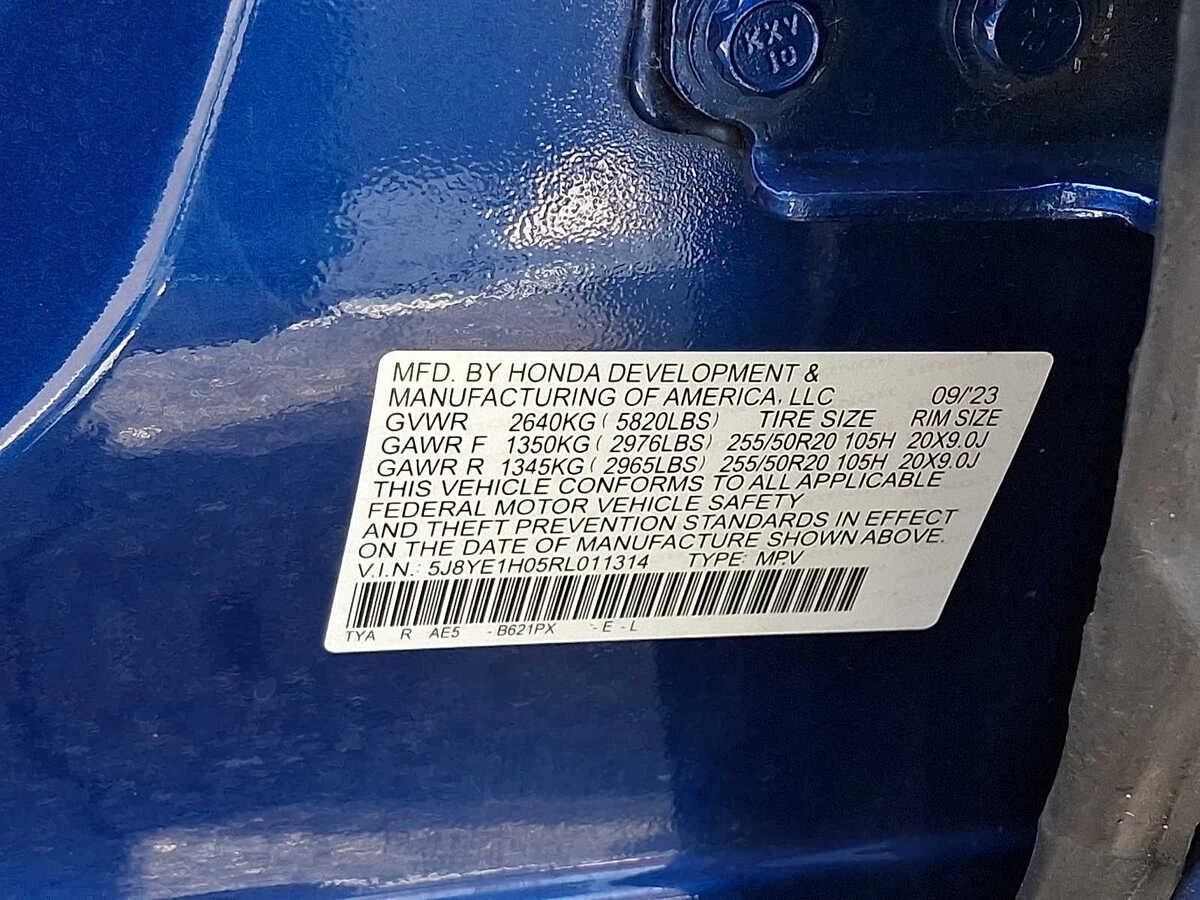 KXV
10
MFD. BY HONDA DEVELOPMENT &
MANUFACTURING OF AMERICA, LLC 09/'23
GVWR 2640KG ( 5820LBS) TIRE SIZE RIM SIZE
GAWR F 1350KG ( 2976LBS) 255/50R20 105H 20X9.0J
GAWR R 1345KG ( 2965LBS) 255/50R20 105H 20X9.0J
THIS VEHICLE CONFORMS TO ALL APPLICABLE
FEDERAL MOTOR VEHICLE SAFETY
AND THEFT PREVENTION STANDARDS IN EFFECT
ON THE DATE OF MANUFACTURE SHOWN ABOVE.
V.I.N.: 5J8YE1H05RL011314 TYPE: MPV
TYA R AE5 - B621PX - E - L